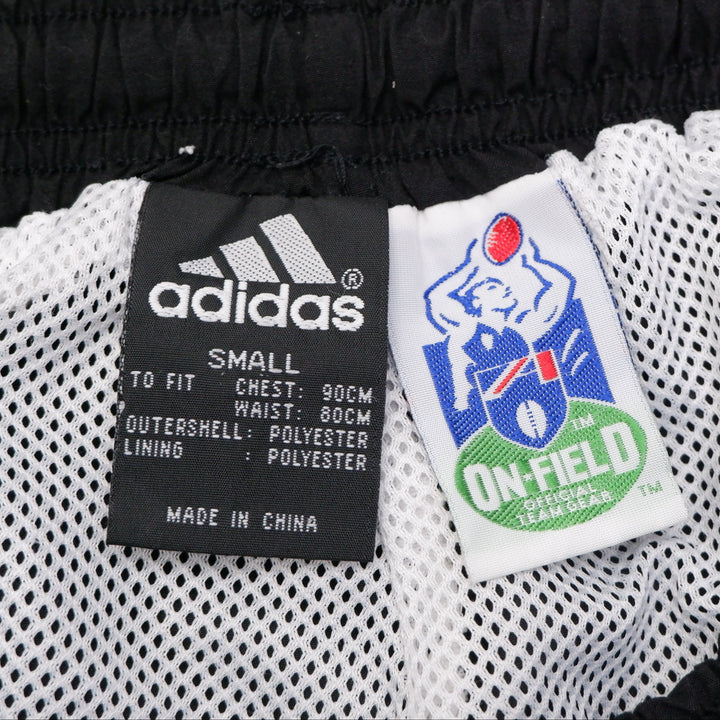 adidas®
SMALL
TO FIT CHEST: 90CM
WAIST: 80CM
OUTERSHELL: POLYESTER
LINING : POLYESTER
MADE IN CHINA
TM
ON★FIELD
OFFICIAL
TEAM GEAR
TM